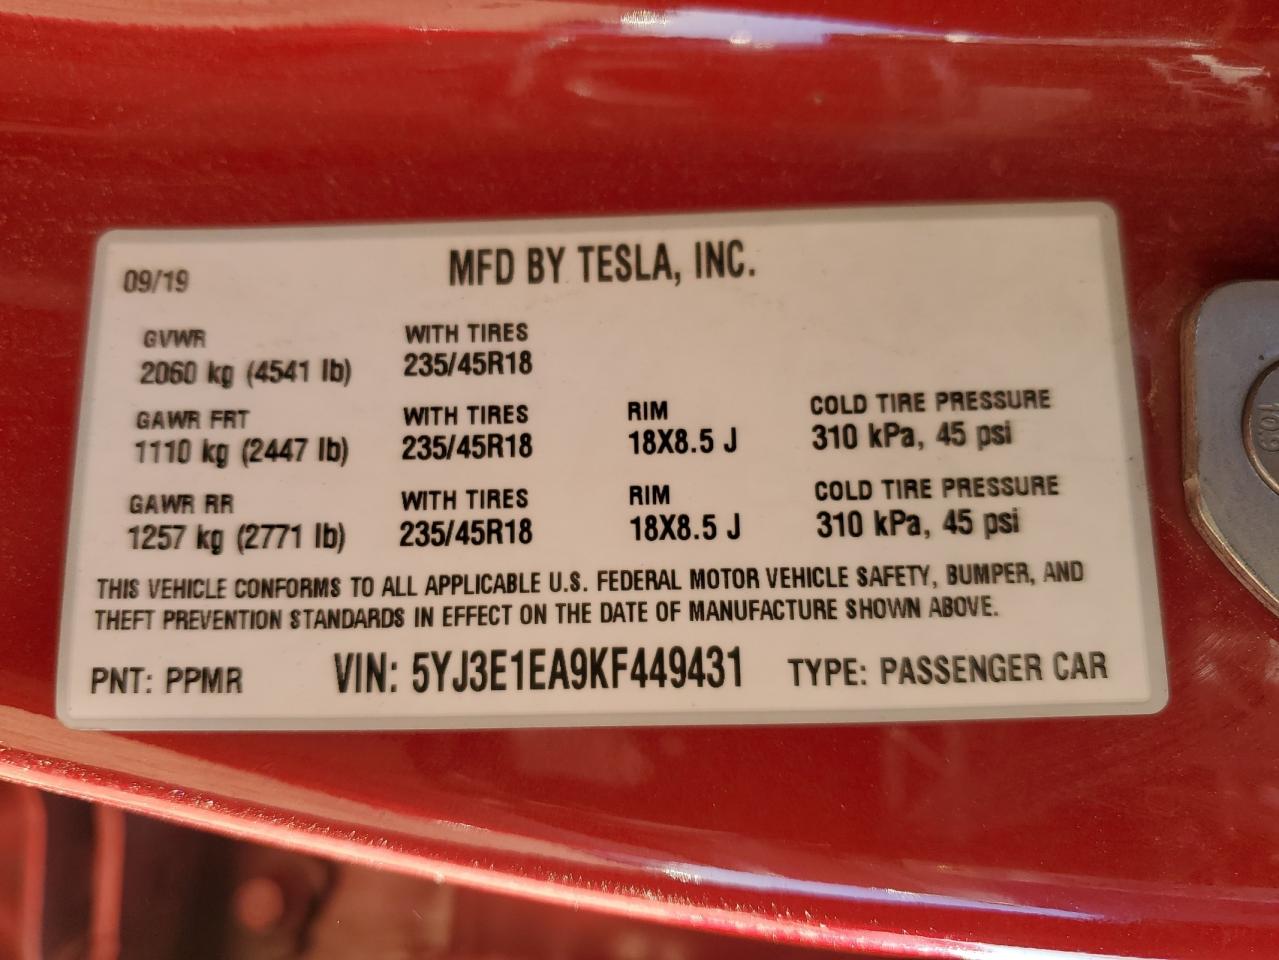 MFD BY TESLA, INC.
09/19
GVWR WITH TIRES
2060 kg (4541 lb) 235/45R18
GAWR FRT WITH TIRES RIM COLD TIRE PRESSURE
1110 kg (2447 lb) 235/45R18 18X8.5 J 310 kPa, 45 psi
GAWR RR WITH TIRES RIM COLD TIRE PRESSURE
1257 kg (2771 lb) 235/45R18 18X8.5 J 310 kPa, 45 psi
THIS VEHICLE CONFORMS TO ALL APPLICABLE U.S. FEDERAL MOTOR VEHICLE SAFETY, BUMPER, AND
THEFT PREVENTION STANDARDS IN EFFECT ON THE DATE OF MANUFACTURE SHOWN ABOVE.
PNT: PPMR VIN: 5YJ3E1EA9KF449431 TYPE: PASSENGER CAR